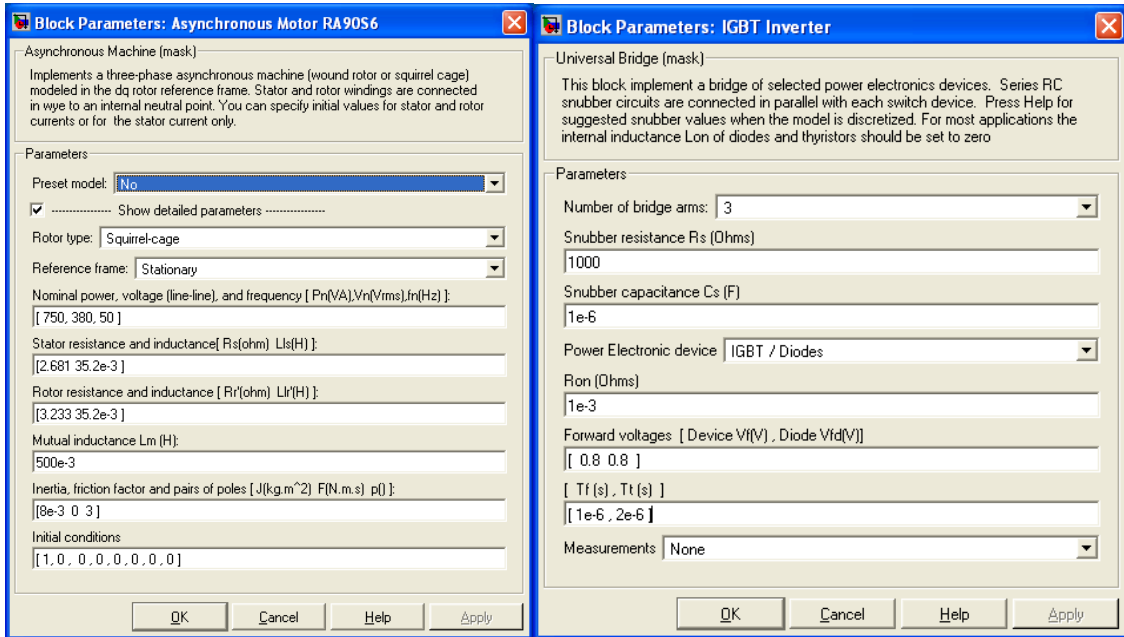 Block Parameters: Asynchronous Motor RA90S6
Asynchronous Machine (mask)
Implements a three-phase asynchronous machine (wound rotor or squirrel cage)
modeled in the dq rotor reference frame. Stator and rotor windings are connected
in wye to an internal neutral point. You can specify initial values for stator and rotor
currents or for the stator current only.
Parameters
Preset model: No
---------------- Show detailed parameters ----------------
Rotor type: Squirrel-cage
Reference frame: Stationary
Nominal power, voltage (line-line), and frequency [ Pn(VA),Vn(Vrms),fn(Hz) ]:
[ 750, 380, 50 ]
Stator resistance and inductance[ Rs(ohm) Lls(H) ]:
[2.681 35.2e-3 ]
Rotor resistance and inductance [ Rr'(ohm) Llr'(H) ]:
[3.233 35.2e-3 ]
Mutual inductance Lm (H):
500e-3
Inertia, friction factor and pairs of poles [ J(kg.m^2) F(N.m.s) p() ]:
[8e-3 0 3 ]
Initial conditions
[ 1, 0 , 0 ,0 ,0 ,0 ,0 ,0 ]
OK Cancel Help Apply
Block Parameters: IGBT Inverter
Universal Bridge (mask)
This block implement a bridge of selected power electronics devices. Series RC
snubber circuits are connected in parallel with each switch device. Press Help for
suggested snubber values when the model is discretized. For most applications the
internal inductance Lon of diodes and thyristors should be set to zero
Parameters
Number of bridge arms: 3
Snubber resistance Rs (Ohms)
1000
Snubber capacitance Cs (F)
1e-6
Power Electronic device IGBT / Diodes
Ron (Ohms)
1e-3
Forward voltages [ Device Vf(V) , Diode Vfd(V)]
[ 0.8 0.8 ]
[ Tf (s) , Tt (s) ]
[ 1e-6 , 2e-6 ]
Measurements None
OK Cancel Help Apply